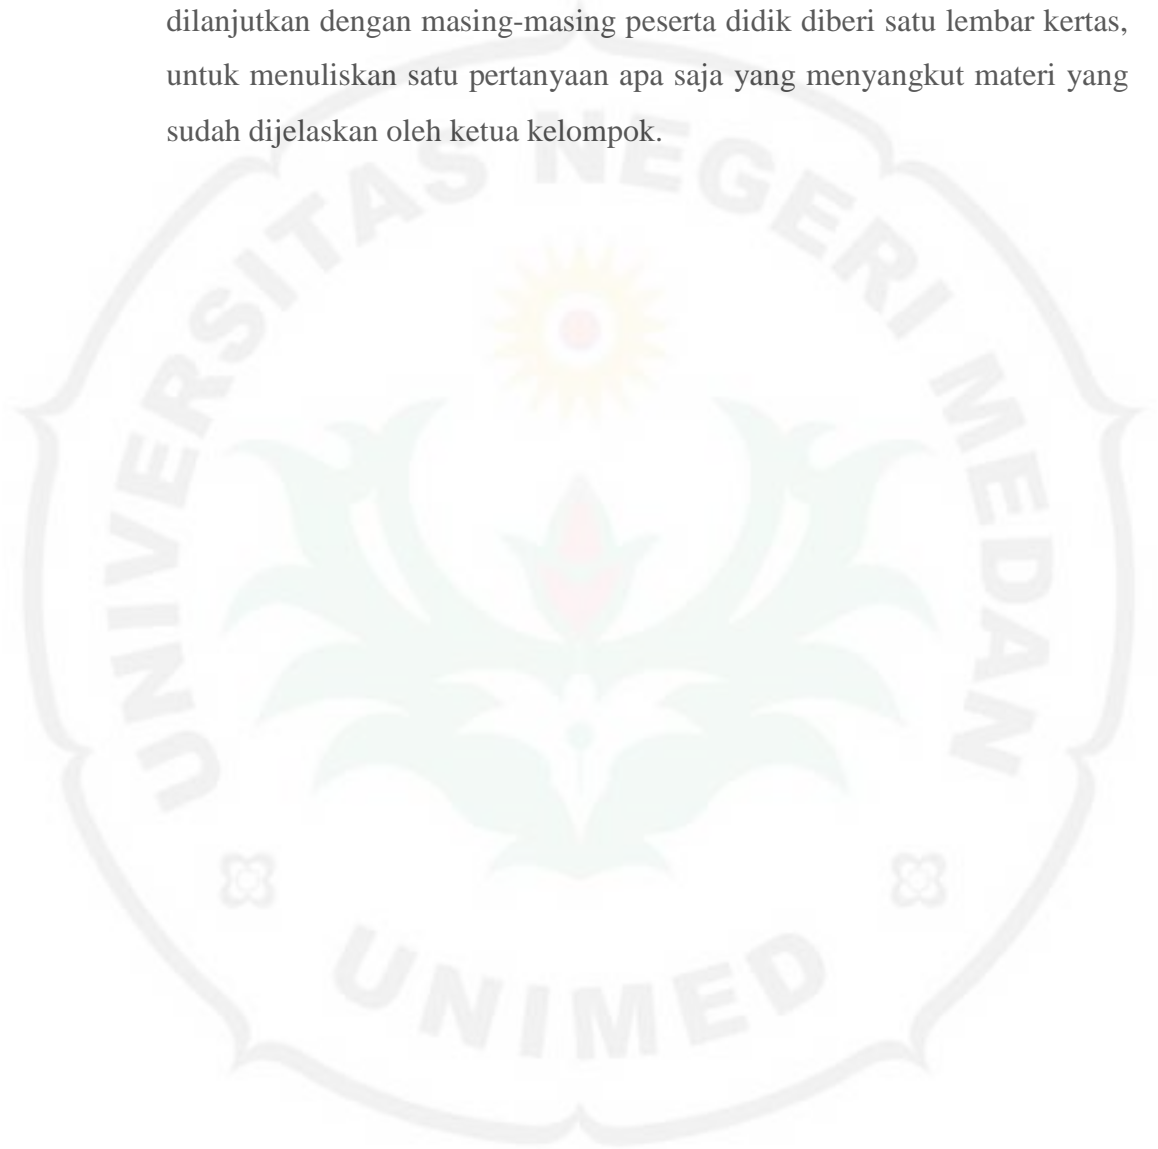 dilanjutkan dengan masing-masing peserta didik diberi satu lembar kertas,
untuk menuliskan satu pertanyaan apa saja yang menyangkut materi yang
sudah dijelaskan oleh ketua kelompok.
UNIVERSITAS NEGERI MEDAN
UNIMED